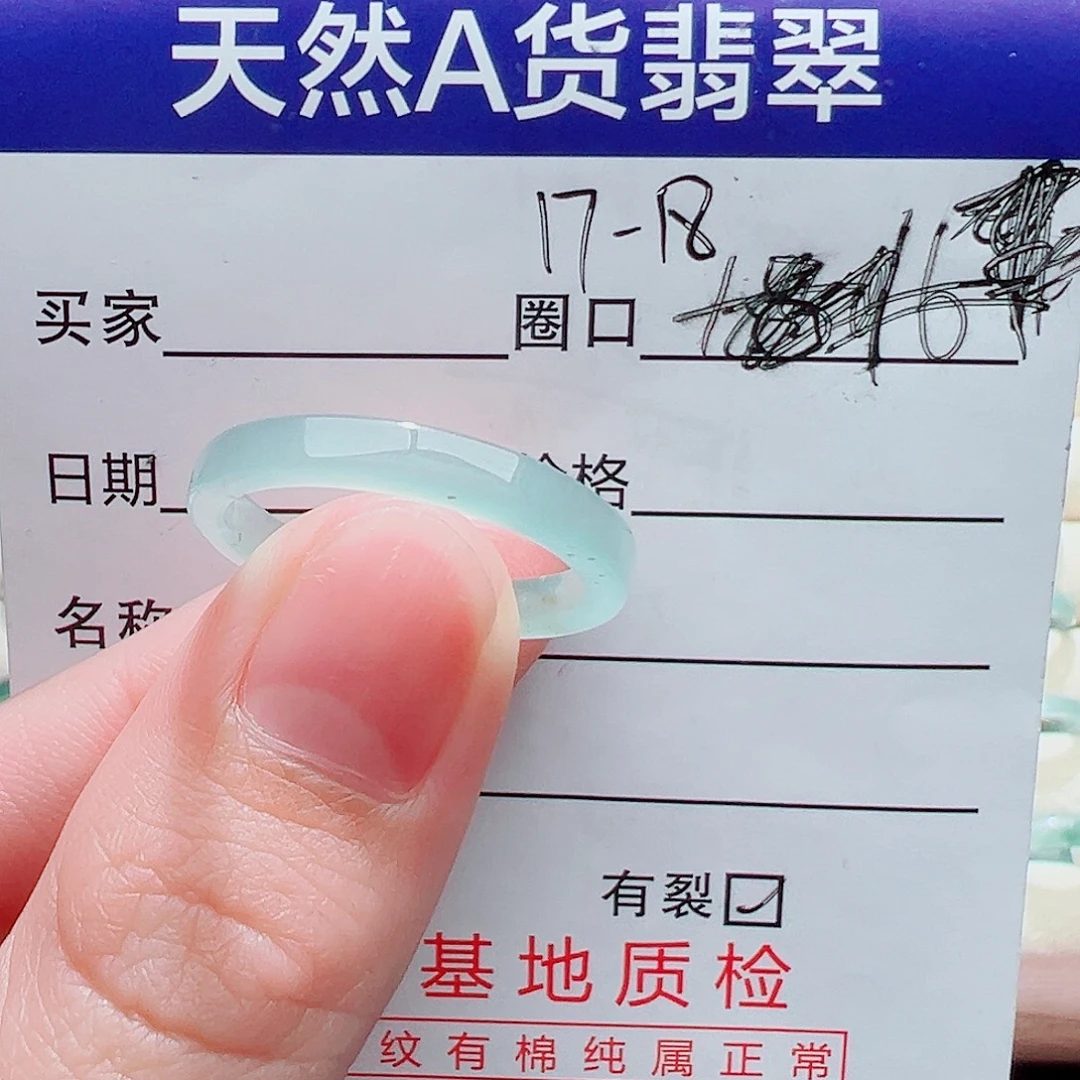 天然A货翡翠
17-18
买家 圈口
日期 格
名称
有裂
基地质检
纹有棉纯属正常